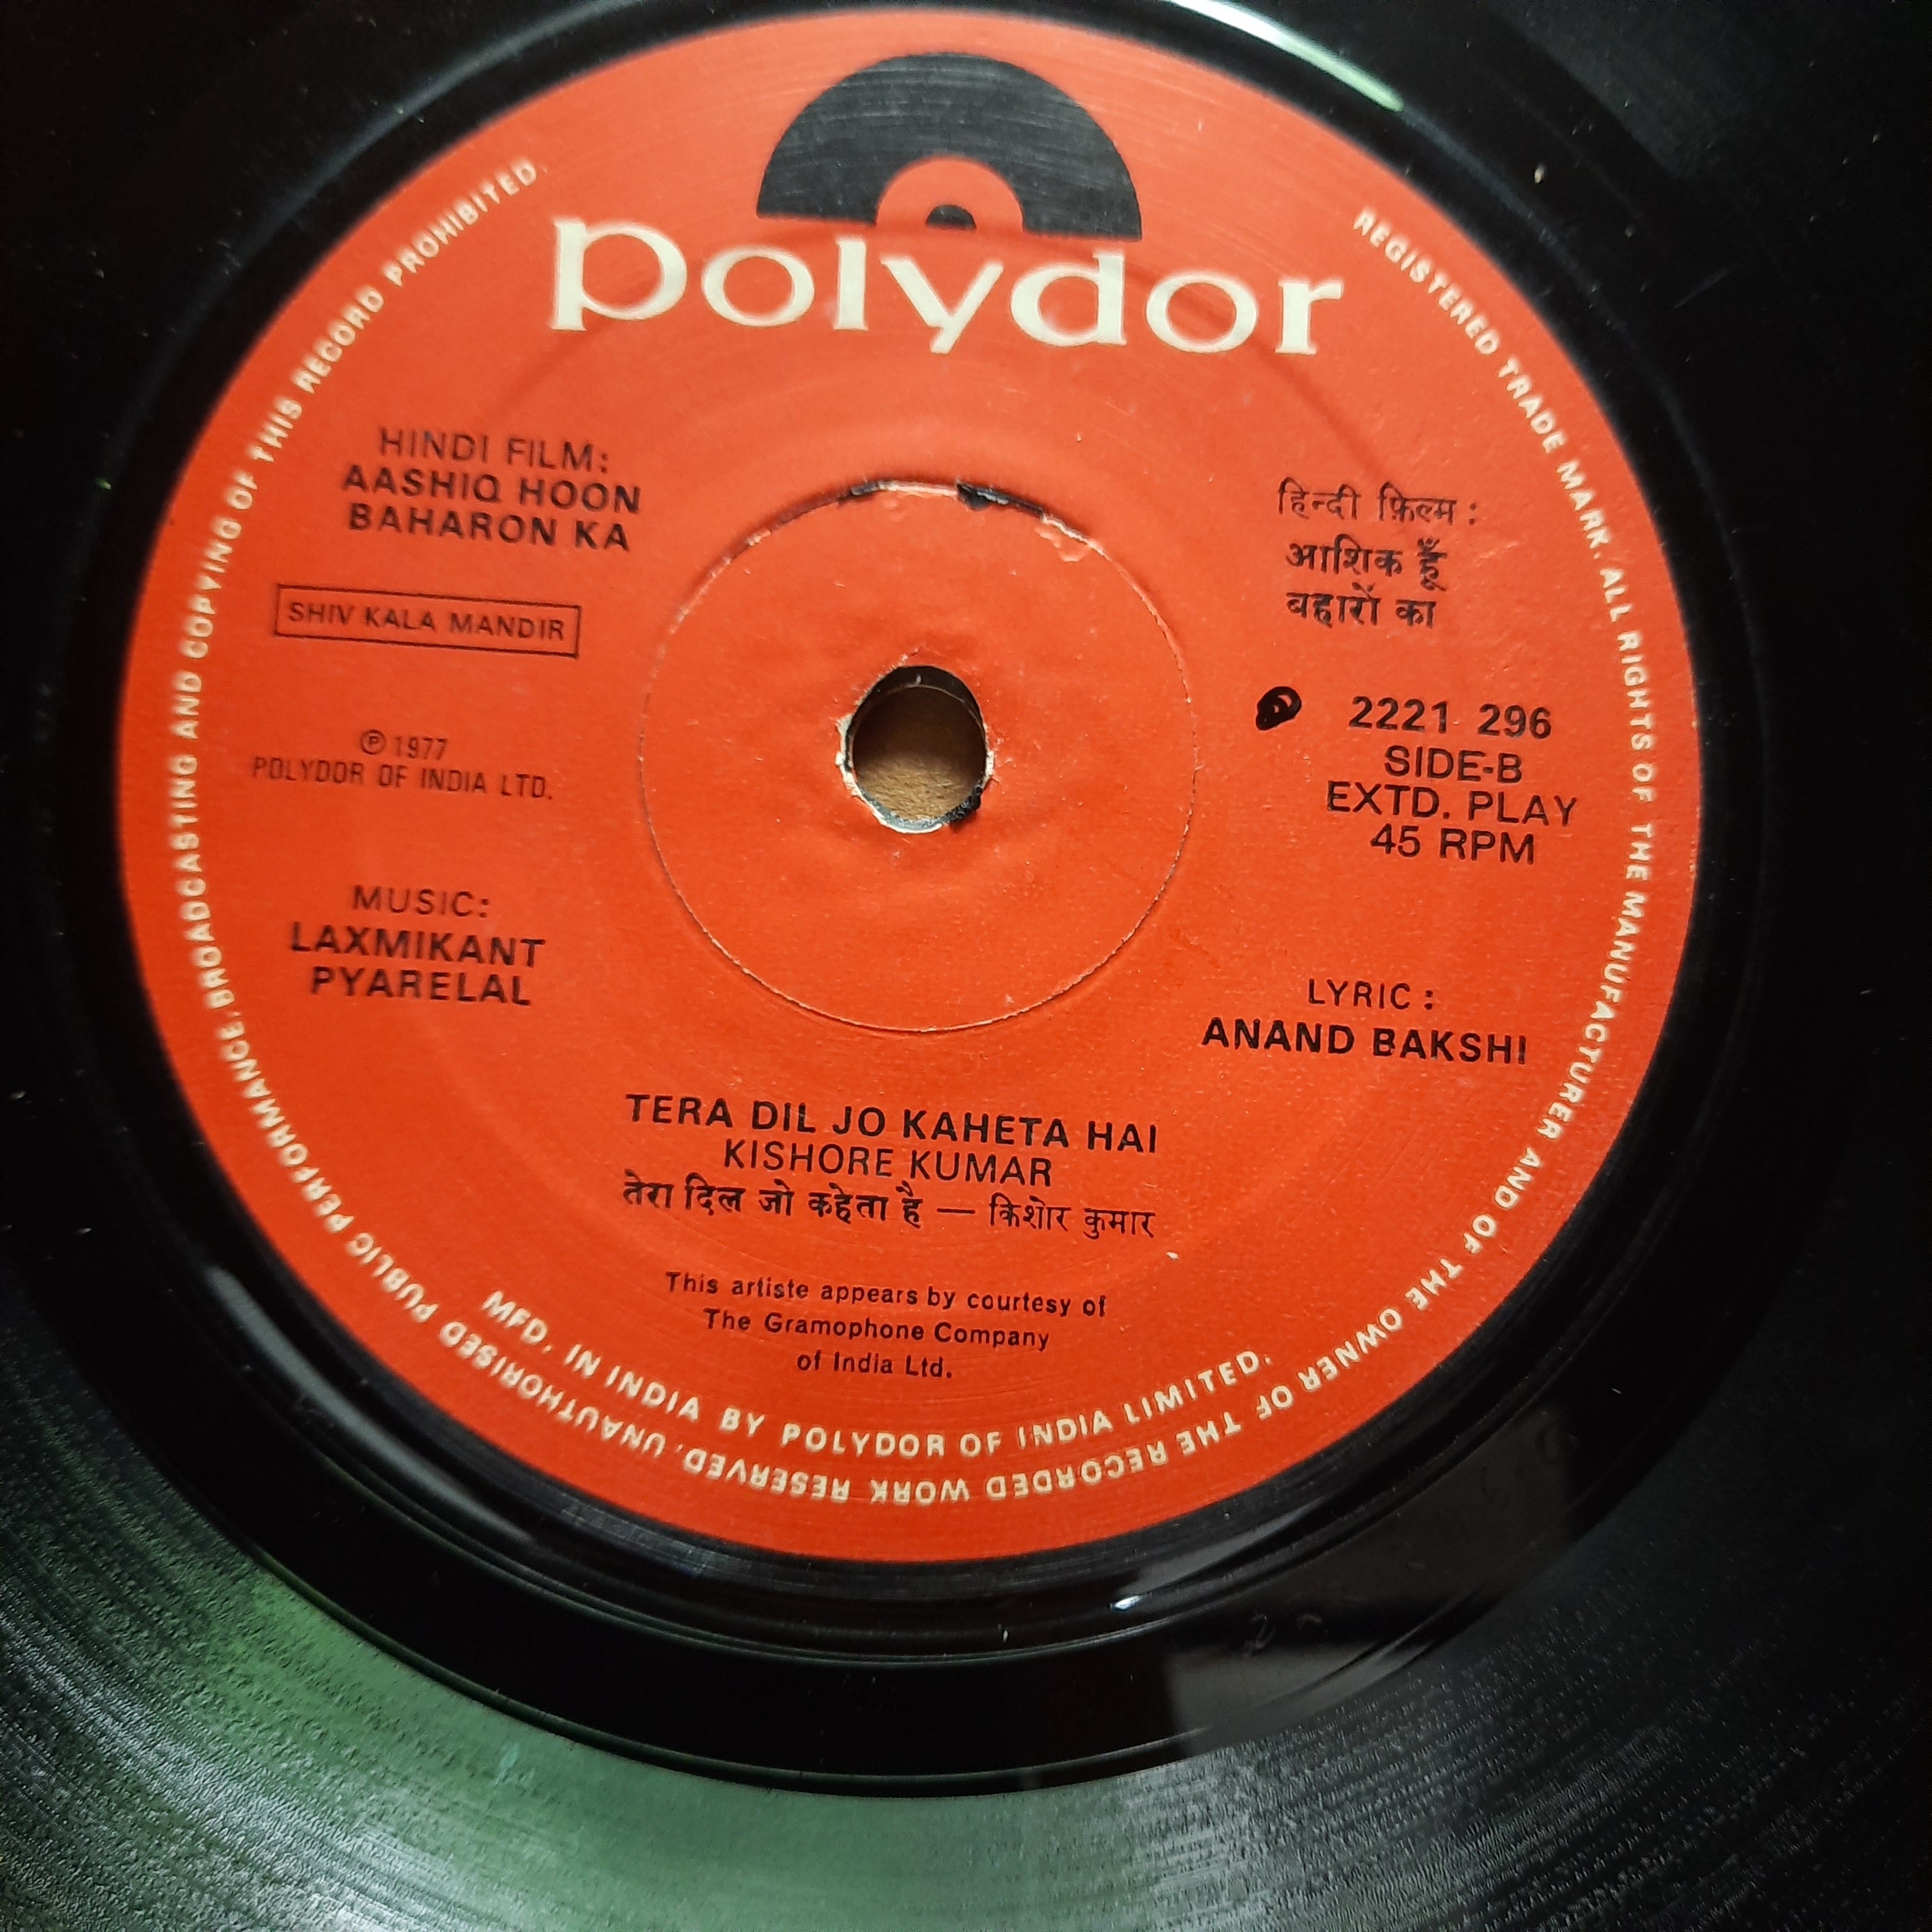 polydor
HINDI FILM:
AASHIQ HOON
BAHARON KA
SHIV KALA MANDIR
℗ 1977
POLYDOR OF INDIA LTD.
MUSIC:
LAXMIKANT
PYARELAL
हिन्दी फ़िल्म :
आशिक हूँ
बहारों का
2221 296
SIDE-B
EXTD. PLAY
45 RPM
LYRIC :
ANAND BAKSHI
TERA DIL JO KAHETA HAI
KISHORE KUMAR
तेरा दिल जो कहेता है — किशोर कुमार
This artiste appears by courtesy of
The Gramophone Company
of India Ltd.
MFD. IN INDIA BY POLYDOR OF INDIA LIMITED.
REGISTERED TRADE MARK. ALL RIGHTS OF THE MANUFACTURER AND OF THE OWNER OF THE RECORDED WORK RESERVED. UNAUTHORISED PUBLIC PERFORMANCE, BROADCASTING AND COPYING OF THIS RECORD PROHIBITED.